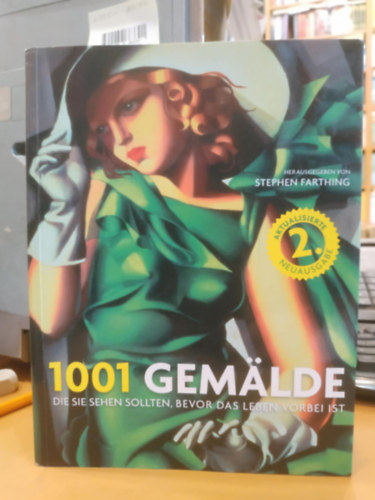 HERAUSGEGEBEN VON
STEPHEN FARTHING
AKTUALISIERTE
2.
NEUAUSGABE
1001 GEMÄLDE
DIE SIE SEHEN SOLLTEN, BEVOR DAS LEBEN VORBEI IST